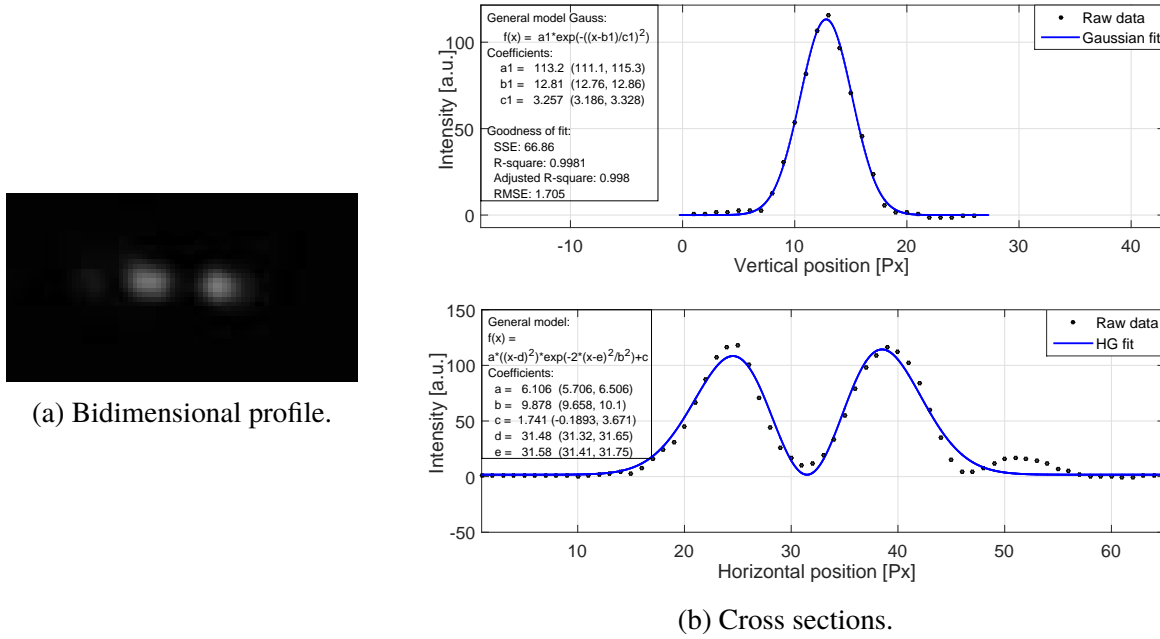 General model Gauss:
f(x) = a1*exp(-((x-b1)/c1)^2)
Coefficients:
a1 = 113.2 (111.1, 115.3)
b1 = 12.81 (12.76, 12.86)
c1 = 3.257 (3.186, 3.328)
Goodness of fit:
SSE: 66.86
R-square: 0.9981
Adjusted R-square: 0.998
RMSE: 1.705
Raw data
Gaussian fit
Intensity [a.u.]
100
50
0
-10 0 10 20 30 40
Vertical position [Px]
(a) Bidimensional profile.
General model:
f(x) =
a*((x-d)^2)*exp(-2*(x-e)^2/b^2)+c
Coefficients:
a = 6.106 (5.706, 6.506)
b = 9.878 (9.658, 10.1)
c = 1.741 (-0.1893, 3.671)
d = 31.48 (31.32, 31.65)
e = 31.58 (31.41, 31.75)
Raw data
HG fit
Intensity [a.u.]
150
100
50
0
-50
10 20 30 40 50 60
Horizontal position [Px]
(b) Cross sections.